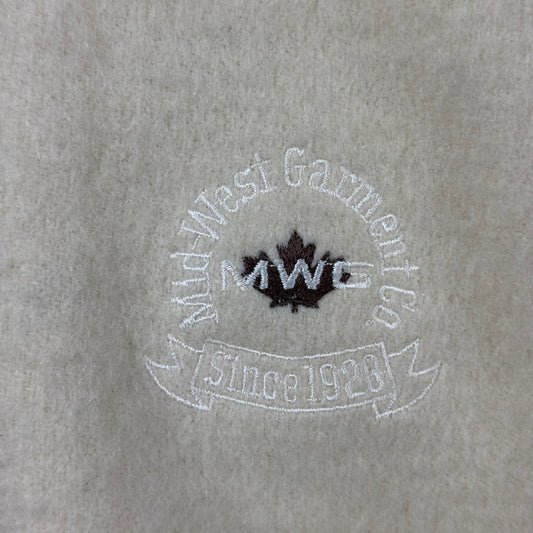 Mid-West Garment Co.
MWG
Since 1928